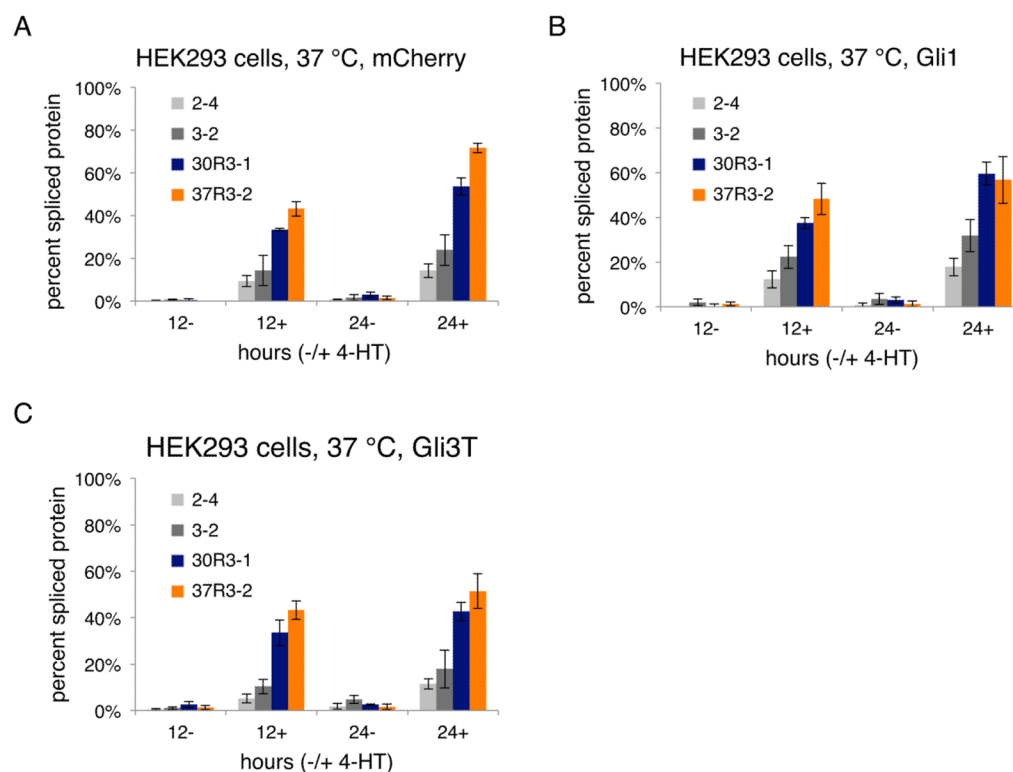 A
HEK293 cells, 37 °C, mCherry
percent spliced protein
100%
80%
60%
40%
20%
0%
2-4
3-2
30R3-1
37R3-2
12-
12+
24-
24+
hours (-/+ 4-HT)
B
HEK293 cells, 37 °C, Gli1
percent spliced protein
100%
80%
60%
40%
20%
0%
2-4
3-2
30R3-1
37R3-2
12-
12+
24-
24+
hours (-/+ 4-HT)
C
HEK293 cells, 37 °C, Gli3T
percent spliced protein
100%
80%
60%
40%
20%
0%
2-4
3-2
30R3-1
37R3-2
12-
12+
24-
24+
hours (-/+ 4-HT)